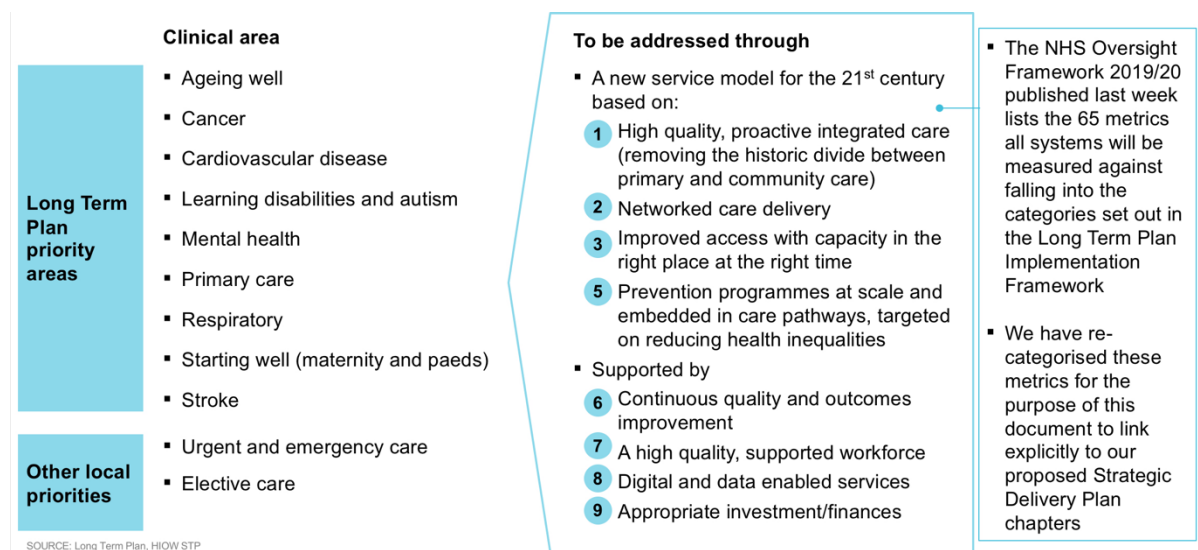 Clinical area
Long Term
Plan
priority
areas
▪ Ageing well
▪ Cancer
▪ Cardiovascular disease
▪ Learning disabilities and autism
▪ Mental health
▪ Primary care
▪ Respiratory
▪ Starting well (maternity and paeds)
▪ Stroke
Other local
priorities
▪ Urgent and emergency care
▪ Elective care
SOURCE: Long Term Plan, HIOW STP
To be addressed through
▪ A new service model for the 21st century
based on:
1 High quality, proactive integrated care
(removing the historic divide between
primary and community care)
2 Networked care delivery
3 Improved access with capacity in the
right place at the right time
5 Prevention programmes at scale and
embedded in care pathways, targeted
on reducing health inequalities
▪ Supported by
6 Continuous quality and outcomes
improvement
7 A high quality, supported workforce
8 Digital and data enabled services
9 Appropriate investment/finances
▪ The NHS Oversight
Framework 2019/20
published last week
lists the 65 metrics
all systems will be
measured against
falling into the
categories set out in
the Long Term Plan
Implementation
Framework
▪ We have re-
categorised these
metrics for the
purpose of this
document to link
explicitly to our
proposed Strategic
Delivery Plan
chapters